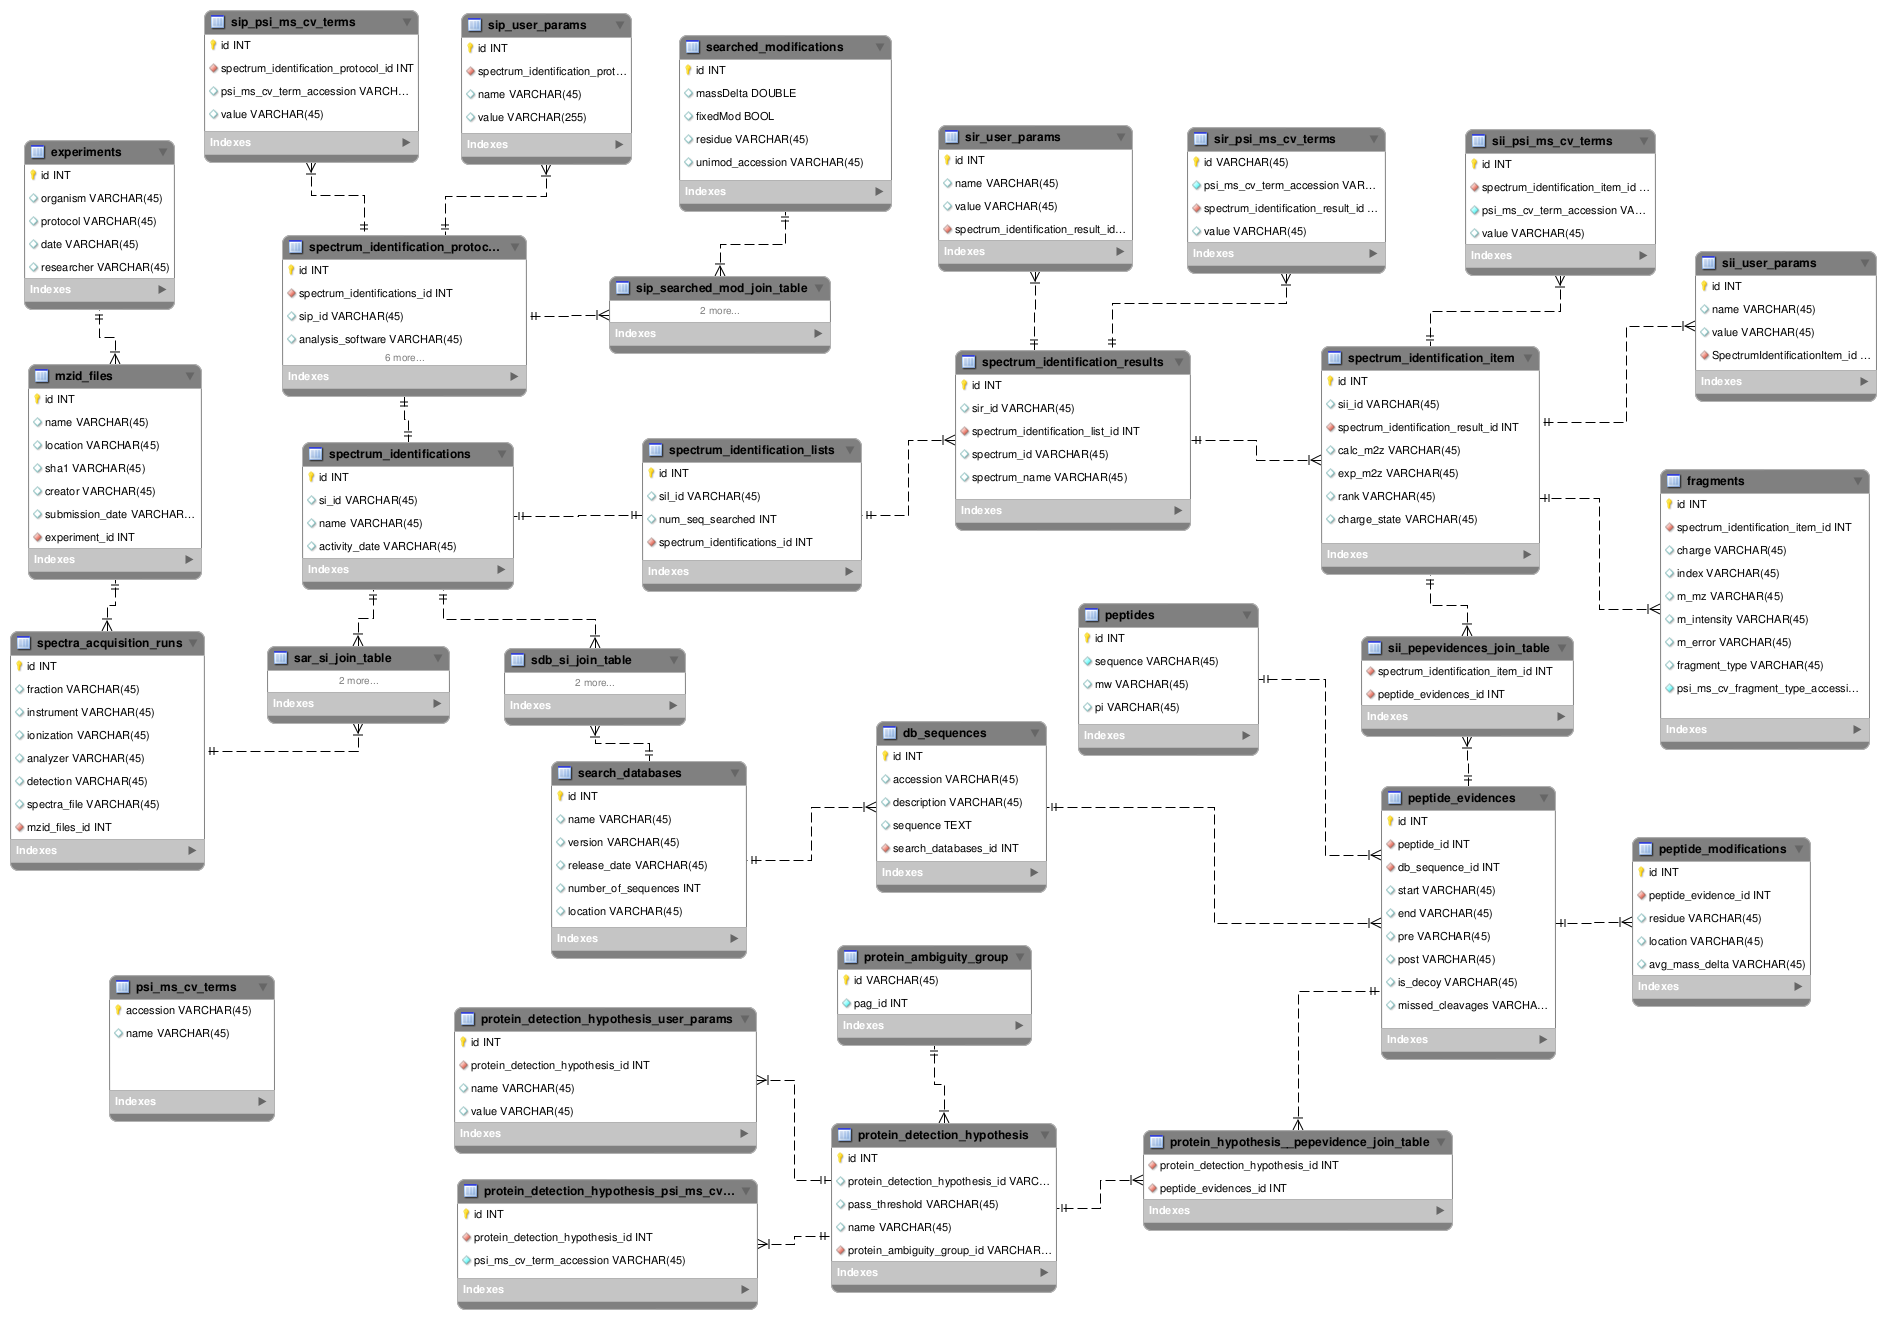 sip_psi_ms_cv_terms
id INT
spectrum_identification_protocol_id INT
psi_ms_cv_term_accession VARCH...
value VARCHAR(45)
Indexes
sip_user_params
id INT
spectrum_identification_prot...
name VARCHAR(45)
value VARCHAR(255)
Indexes
searched_modifications
id INT
massDelta DOUBLE
fixedMod BOOL
residue VARCHAR(45)
unimod_accession VARCHAR(45)
Indexes
experiments
id INT
organism VARCHAR(45)
protocol VARCHAR(45)
date VARCHAR(45)
researcher VARCHAR(45)
Indexes
sir_user_params
id INT
name VARCHAR(45)
value VARCHAR(45)
spectrum_identification_result_id...
Indexes
sir_psi_ms_cv_terms
id VARCHAR(45)
psi_ms_cv_term_accession VAR...
spectrum_identification_result_id ...
value VARCHAR(45)
Indexes
sii_psi_ms_cv_terms
id INT
spectrum_identification_item_id ...
psi_ms_cv_term_accession VA...
value VARCHAR(45)
Indexes
sii_user_params
id INT
name VARCHAR(45)
value VARCHAR(45)
SpectrumIdentificationItem_id ...
Indexes
spectrum_identification_protoc...
id INT
spectrum_identifications_id INT
sip_id VARCHAR(45)
analysis_software VARCHAR(45)
6 more...
Indexes
sip_searched_mod_join_table
2 more...
Indexes
mzid_files
id INT
name VARCHAR(45)
location VARCHAR(45)
sha1 VARCHAR(45)
creator VARCHAR(45)
submission_date VARCHAR...
experiment_id INT
Indexes
spectrum_identifications
id INT
si_id VARCHAR(45)
name VARCHAR(45)
activity_date VARCHAR(45)
Indexes
spectrum_identification_lists
id INT
sil_id VARCHAR(45)
num_seq_searched INT
spectrum_identifications_id INT
Indexes
spectrum_identification_results
id INT
sir_id VARCHAR(45)
spectrum_identification_list_id INT
spectrum_id VARCHAR(45)
spectrum_name VARCHAR(45)
Indexes
spectrum_identification_item
id INT
sii_id VARCHAR(45)
spectrum_identification_result_id INT
calc_m2z VARCHAR(45)
exp_m2z VARCHAR(45)
rank VARCHAR(45)
charge_state VARCHAR(45)
Indexes
fragments
id INT
spectrum_identification_item_id INT
charge VARCHAR(45)
index VARCHAR(45)
m_mz VARCHAR(45)
m_intensity VARCHAR(45)
m_error VARCHAR(45)
fragment_type VARCHAR(45)
psi_ms_cv_fragment_type_accessi...
Indexes
spectra_acquisition_runs
id INT
fraction VARCHAR(45)
instrument VARCHAR(45)
ionization VARCHAR(45)
analyzer VARCHAR(45)
detection VARCHAR(45)
spectra_file VARCHAR(45)
mzid_files_id INT
Indexes
sar_si_join_table
2 more...
Indexes
sdb_si_join_table
2 more...
Indexes
peptides
id INT
sequence VARCHAR(45)
mw VARCHAR(45)
pi VARCHAR(45)
Indexes
sii_pepevidences_join_table
spectrum_identification_item_id INT
peptide_evidences_id INT
Indexes
search_databases
id INT
name VARCHAR(45)
version VARCHAR(45)
release_date VARCHAR(45)
number_of_sequences INT
location VARCHAR(45)
Indexes
db_sequences
id INT
accession VARCHAR(45)
description VARCHAR(45)
sequence TEXT
search_databases_id INT
Indexes
peptide_evidences
id INT
peptide_id INT
db_sequence_id INT
start VARCHAR(45)
end VARCHAR(45)
pre VARCHAR(45)
post VARCHAR(45)
is_decoy VARCHAR(45)
missed_cleavages VARCHA...
Indexes
peptide_modifications
id INT
peptide_evidence_id INT
residue VARCHAR(45)
location VARCHAR(45)
avg_mass_delta VARCHAR(45)
Indexes
psi_ms_cv_terms
accession VARCHAR(45)
name VARCHAR(45)
Indexes
protein_ambiguity_group
id VARCHAR(45)
pag_id INT
Indexes
protein_detection_hypothesis_user_params
id INT
protein_detection_hypothesis_id INT
name VARCHAR(45)
value VARCHAR(45)
Indexes
protein_detection_hypothesis
id INT
protein_detection_hypothesis_id VARC...
pass_threshold VARCHAR(45)
name VARCHAR(45)
protein_ambiguity_group_id VARCHAR...
Indexes
protein_hypothesis__pepevidence_join_table
protein_detection_hypothesis_id INT
peptide_evidences_id INT
Indexes
protein_detection_hypothesis_psi_ms_cv...
id INT
protein_detection_hypothesis_id INT
psi_ms_cv_term_accession VARCHAR(45)
Indexes